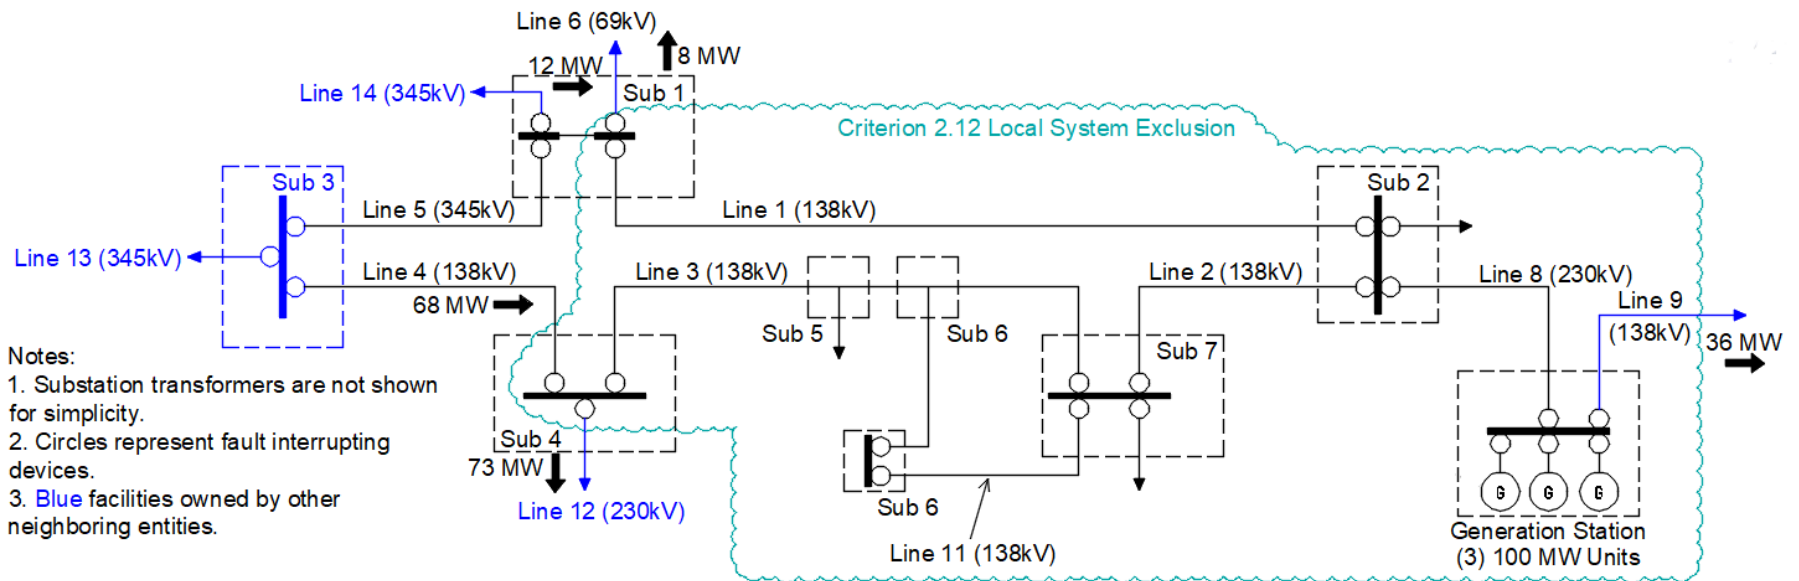 Line 6 (69kV)
8 MW
12 MW
Line 14 (345kV)
Sub 1
Criterion 2.12 Local System Exclusion
Sub 3
Sub 2
Line 5 (345kV)
Line 1 (138kV)
Line 13 (345kV)
Line 4 (138kV)
68 MW
Line 3 (138kV)
Line 2 (138kV)
Line 8 (230kV)
Line 9
(138kV)
36 MW
Sub 5
Sub 6
Sub 7
Notes:
1. Substation transformers are not shown
for simplicity.
2. Circles represent fault interrupting
devices.
3. Blue facilities owned by other
neighboring entities.
Sub 4
73 MW
Line 12 (230kV)
Sub 6
Line 11 (138kV)
G
G
G
Generation Station
(3) 100 MW Units